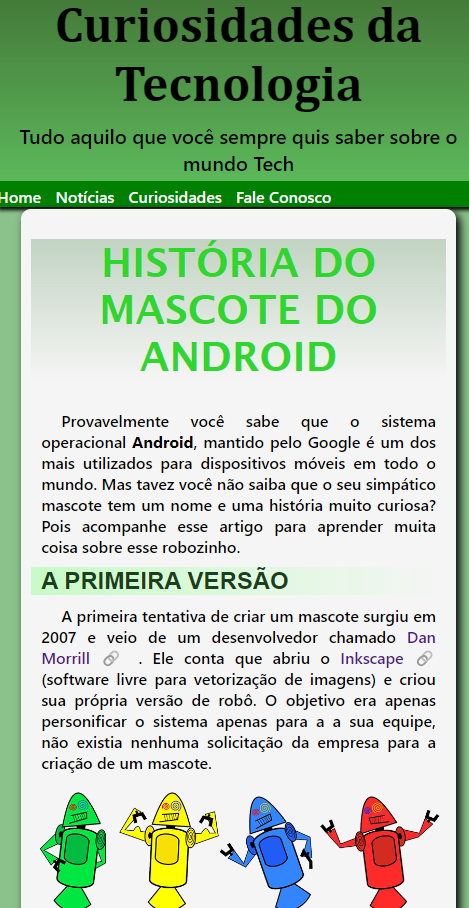 Curiosidades da
Tecnologia
Tudo aquilo que você sempre quis saber sobre o
mundo Tech
Home Notícias Curiosidades Fale Conosco
HISTÓRIA DO
MASCOTE DO
ANDROID
Provavelmente você sabe que o sistema
operacional Android, mantido pelo Google é um dos
mais utilizados para dispositivos móveis em todo o
mundo. Mas tavez você não saiba que o seu simpático
mascote tem um nome e uma história muito curiosa?
Pois acompanhe esse artigo para aprender muita
coisa sobre esse robozinho.
A PRIMEIRA VERSÃO
A primeira tentativa de criar um mascote surgiu em
2007 e veio de um desenvolvedor chamado Dan
Morrill 🔗 . Ele conta que abriu o Inkscape 🔗
(software livre para vetorização de imagens) e criou
sua própria versão de robô. O objetivo era apenas
personificar o sistema apenas para a a sua equipe,
não existia nenhuma solicitação da empresa para a
criação de um mascote.